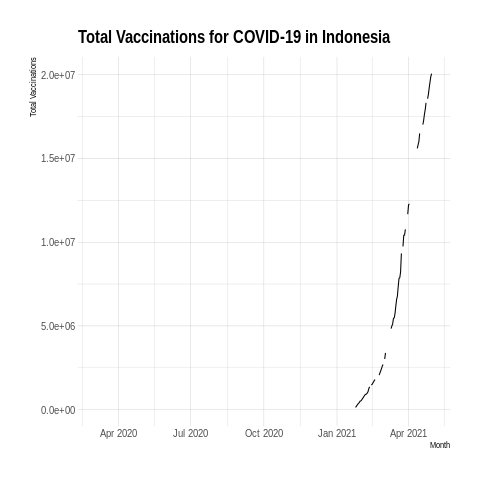 Total Vaccinations for COVID-19 in Indonesia
Total Vaccinations
2.0e+07
1.5e+07
1.0e+07
5.0e+06
0.0e+00
Apr 2020 Jul 2020 Oct 2020 Jan 2021 Apr 2021
Month